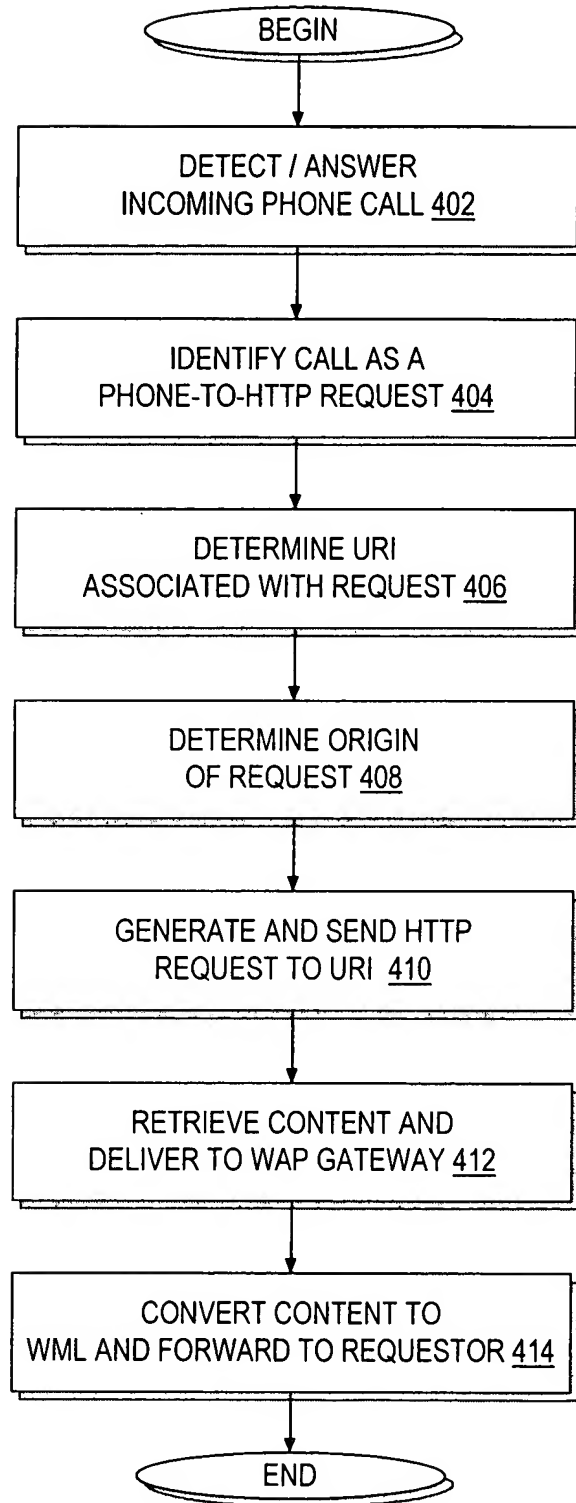 BEGIN
DETECT / ANSWER
INCOMING PHONE CALL 402
IDENTIFY CALL AS A
PHONE-TO-HTTP REQUEST 404
DETERMINE URI
ASSOCIATED WITH REQUEST 406
DETERMINE ORIGIN
OF REQUEST 408
GENERATE AND SEND HTTP
REQUEST TO URI 410
RETRIEVE CONTENT AND
DELIVER TO WAP GATEWAY 412
CONVERT CONTENT TO
WML AND FORWARD TO REQUESTOR 414
END